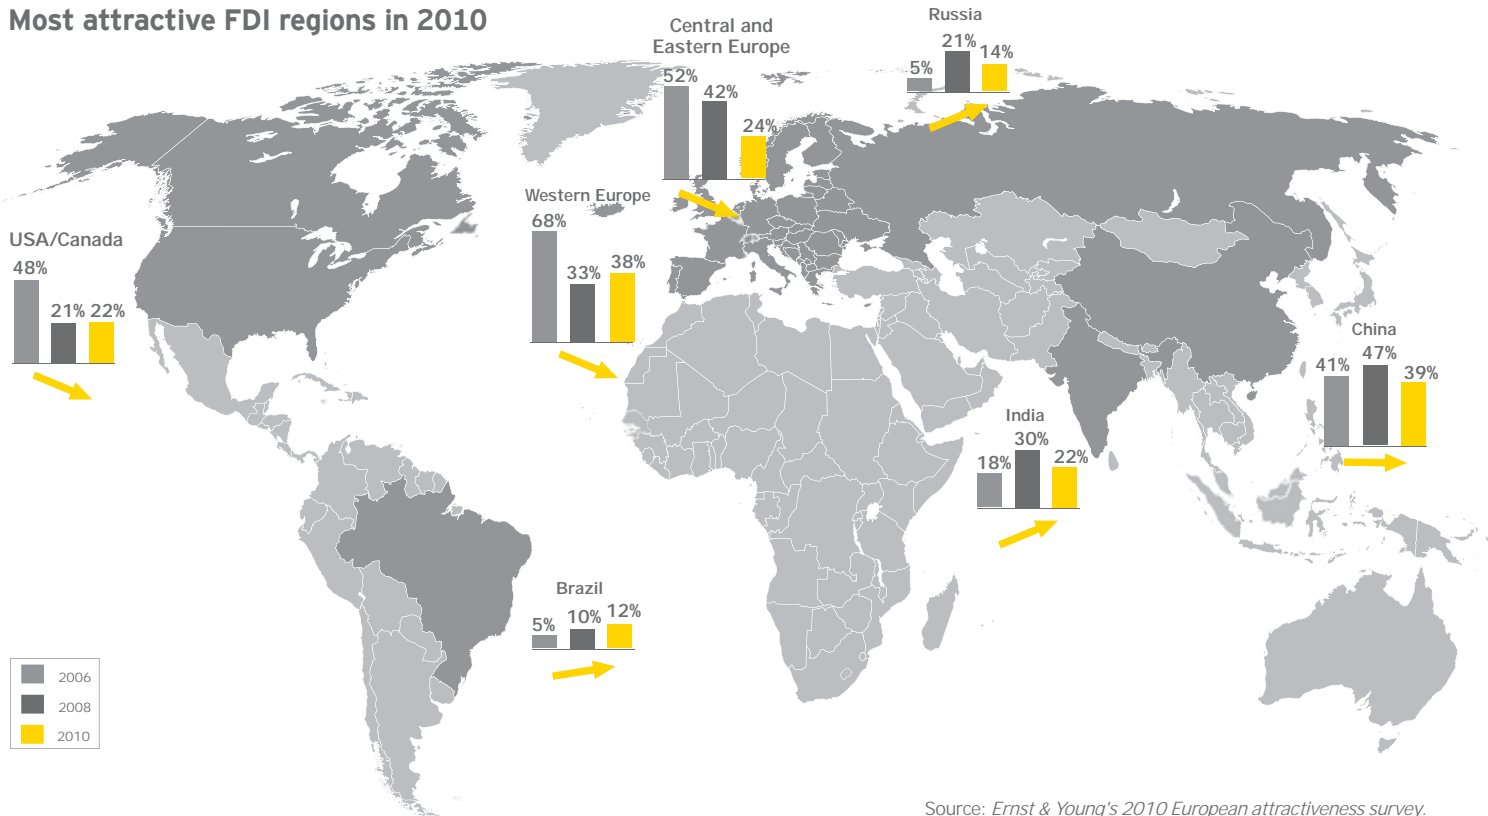 Most attractive FDI regions in 2010
Russia
21%
14%
5%
Central and
Eastern Europe
52%
42%
24%
Western Europe
68%
33%
38%
USA/Canada
48%
21%
22%
China
41%
47%
39%
India
18%
30%
22%
Brazil
5%
10%
12%
2006
2008
2010
Source: Ernst & Young's 2010 European attractiveness survey.